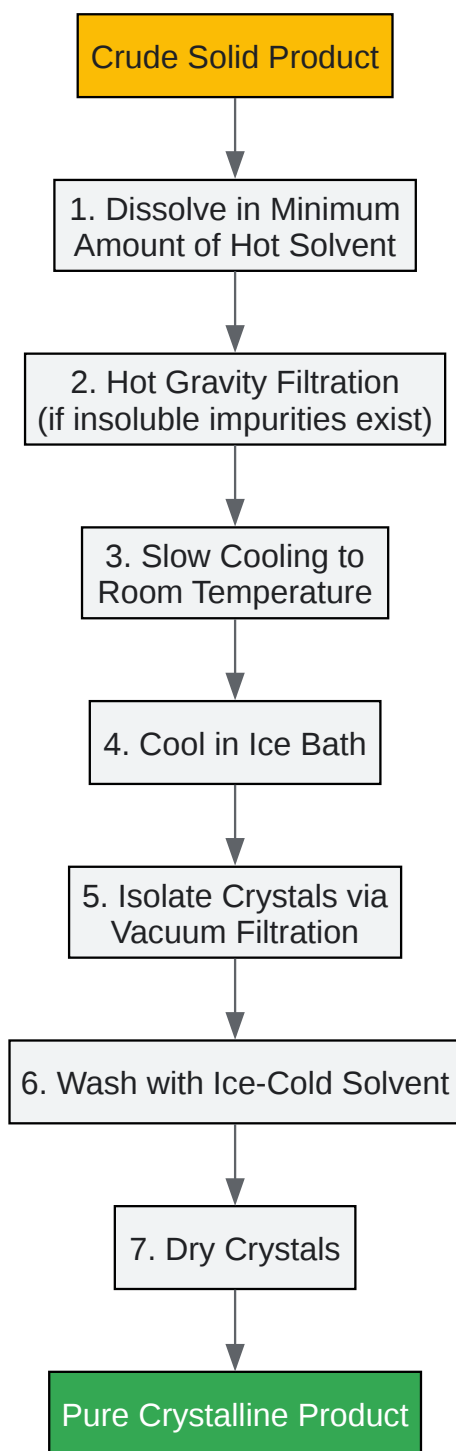 Crude Solid Product
1. Dissolve in Minimum
Amount of Hot Solvent
2. Hot Gravity Filtration
(if insoluble impurities exist)
3. Slow Cooling to
Room Temperature
4. Cool in Ice Bath
5. Isolate Crystals via
Vacuum Filtration
6. Wash with Ice-Cold Solvent
7. Dry Crystals
Pure Crystalline Product